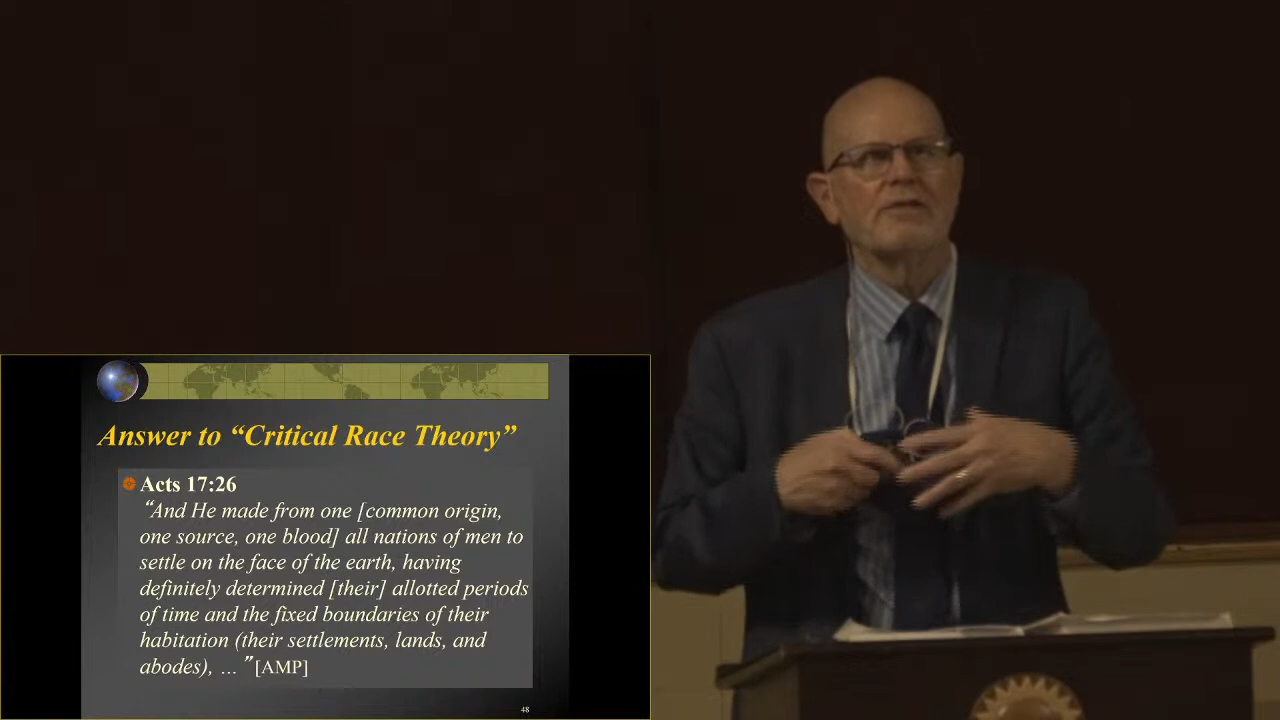 Answer to “Critical Race Theory”
Acts 17:26
“And He made from one [common origin,
one source, one blood] all nations of men to
settle on the face of the earth, having
definitely determined [their] allotted periods
of time and the fixed boundaries of their
habitation (their settlements, lands, and
abodes), … ” [AMP]
48